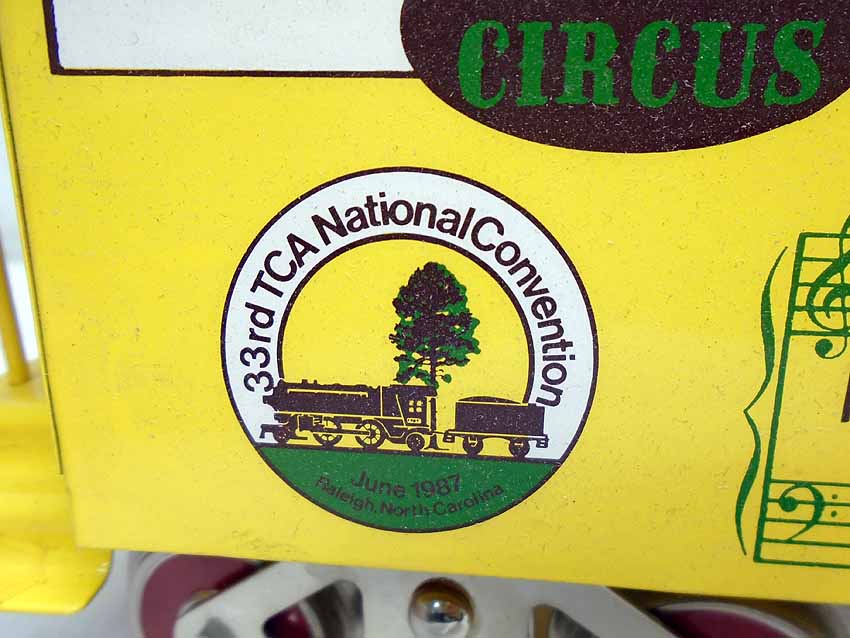 CIRCUS
33rd TCA National Convention
June 1987
Raleigh, North Carolina